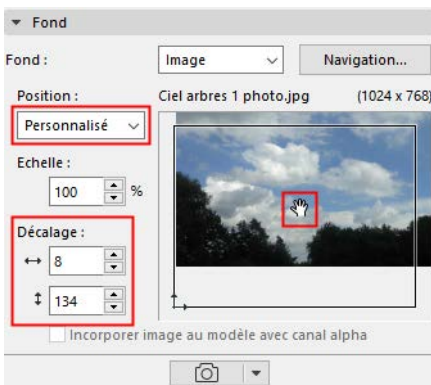 Fond
Fond : Image Navigation...
Position : Ciel arbres 1 photo.jpg (1024 x 768)
Personnalisé
Echelle :
100 %
Décalage :
8
134
Incorporer image au modèle avec canal alpha